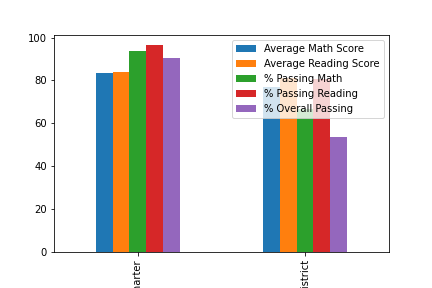 100
80
60
40
20
0
Average Math Score
Average Reading Score
% Passing Math
% Passing Reading
% Overall Passing
arter
istrict